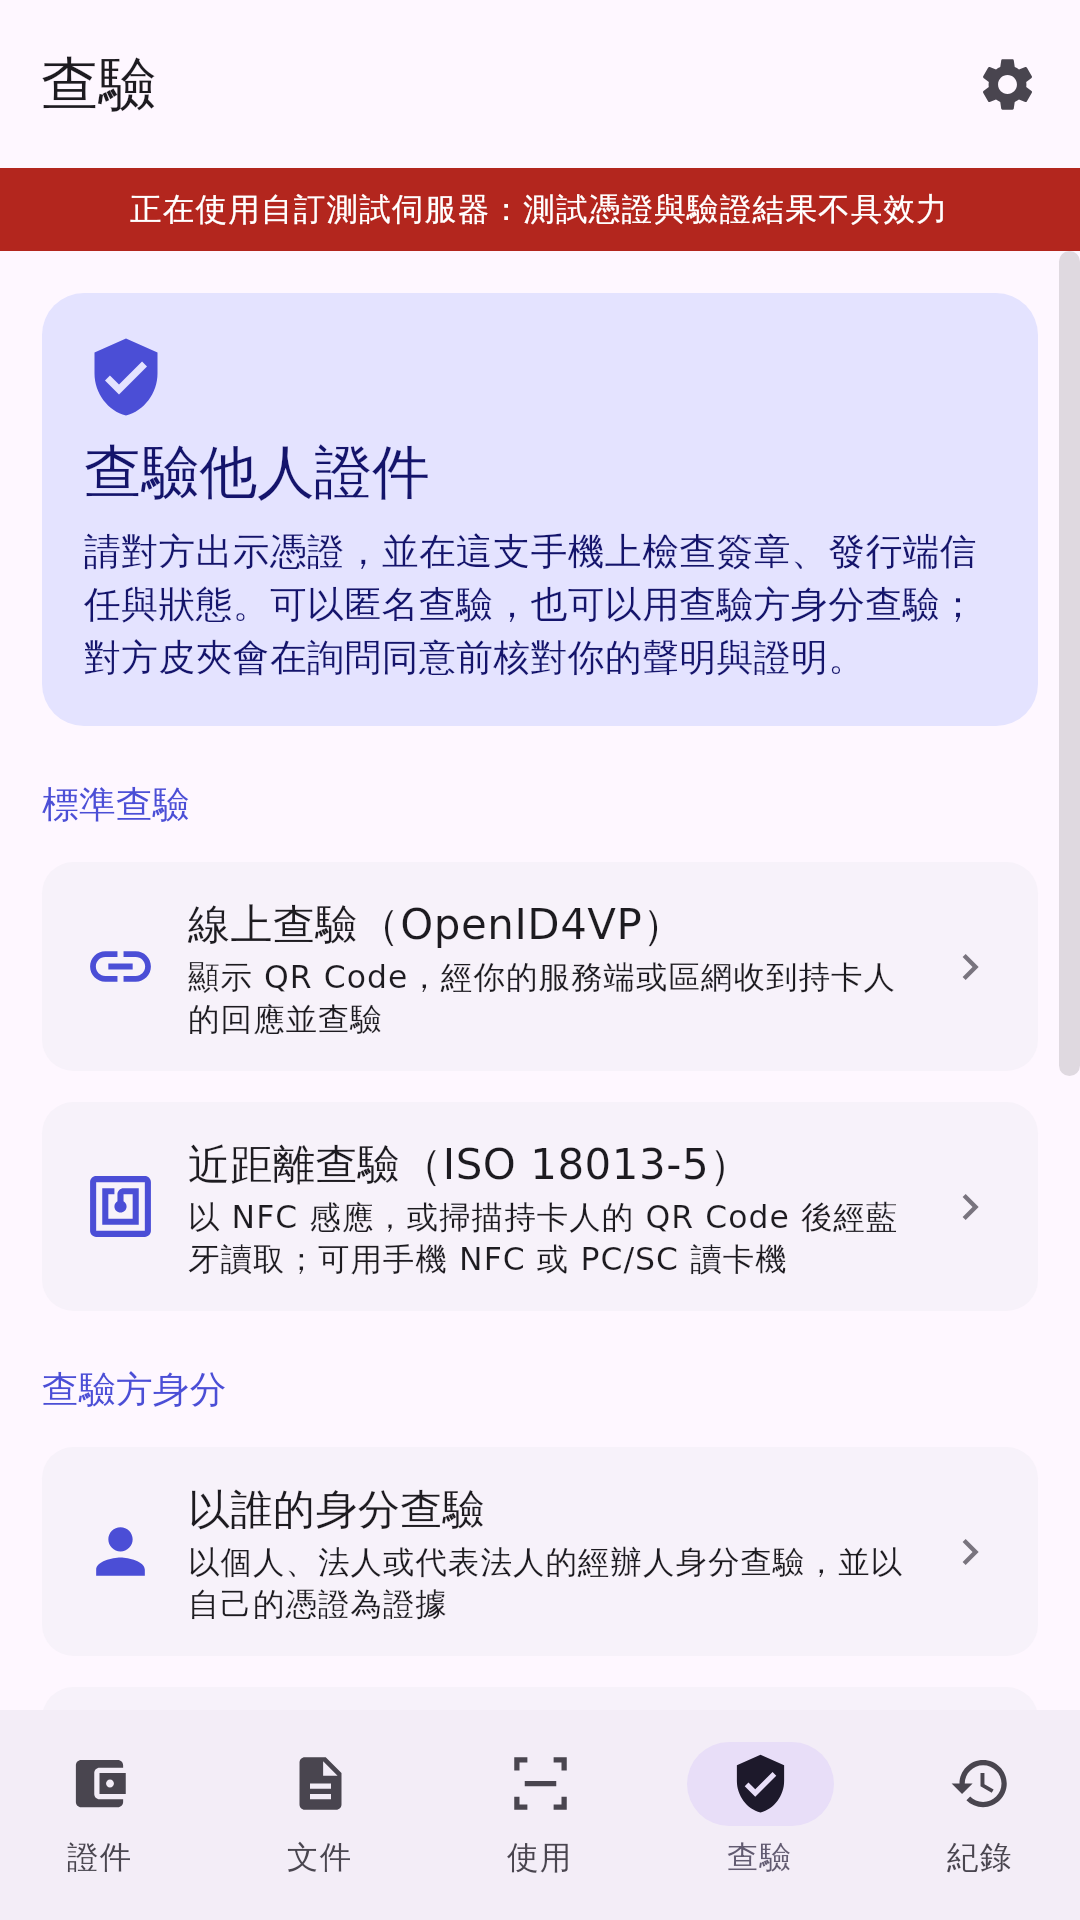 查驗
正在使用自訂測試伺服器：測試憑證與驗證結果不具效力
查驗他人證件
請對方出示憑證，並在這支手機上檢查簽章、發行端信
任與狀態。可以匿名查驗，也可以用查驗方身分查驗；
對方皮夾會在詢問同意前核對你的聲明與證明。
標準查驗
線上查驗（OpenID4VP）
顯示 QR Code，經你的服務端或區網收到持卡人
的回應並查驗
近距離查驗（ISO 18013-5）
以 NFC 感應，或掃描持卡人的 QR Code 後經藍
牙讀取；可用手機 NFC 或 PC/SC 讀卡機
查驗方身分
以誰的身分查驗
以個人、法人或代表法人的經辦人身分查驗，並以
自己的憑證為證據
證件
文件
使用
查驗
紀錄